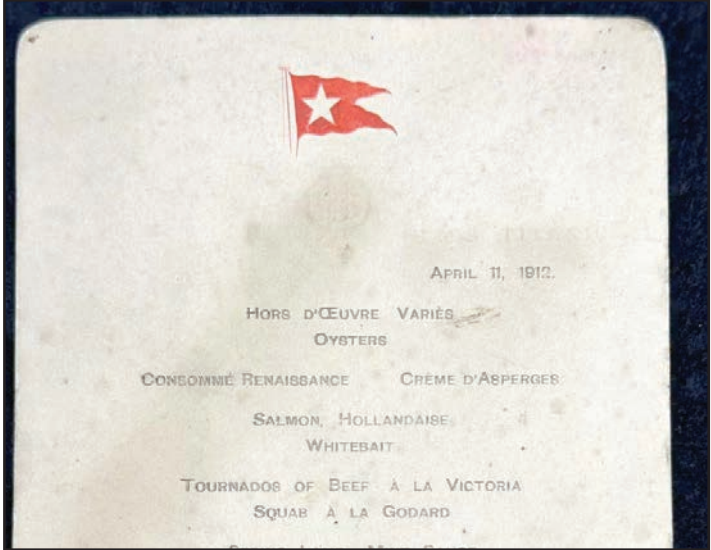 April 11, 1912.
Hors d'Œuvre Variés
Oysters
Consommé Renaissance Crème d'Asperges
Salmon, Hollandaise
Whitebait
Tournados of Beef à la Victoria
Squab à la Godard